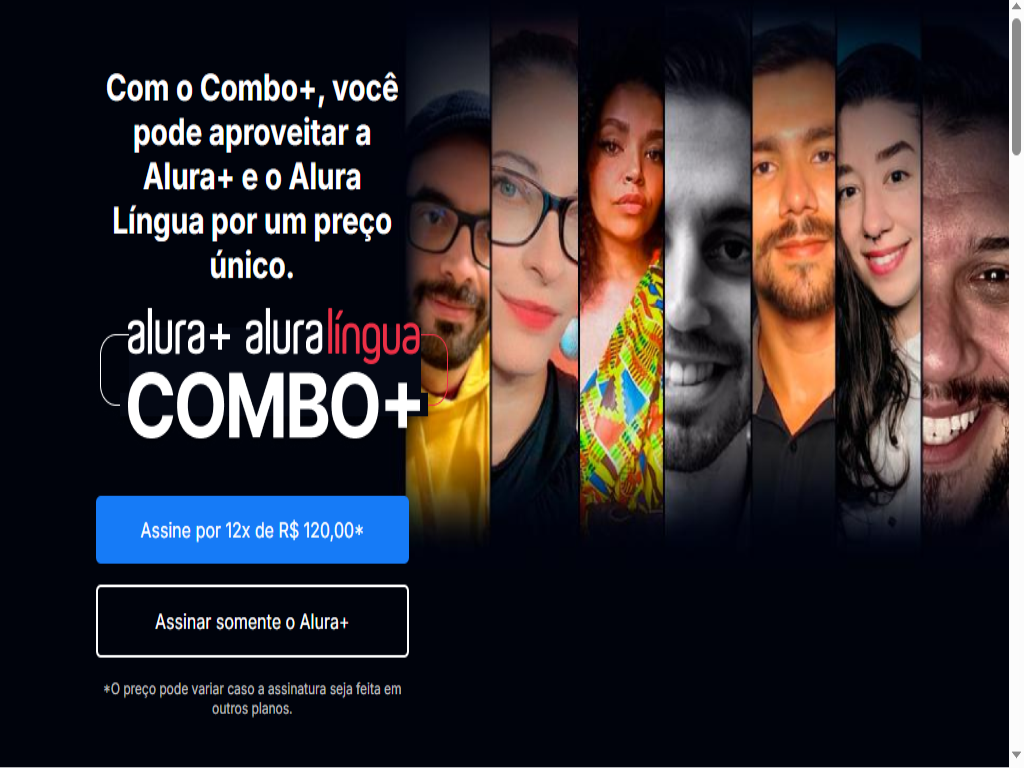 Com o Combo+, você
pode aproveitar a
Alura+ e o Alura
Língua por um preço
único.
alura+ aluralíngua
COMBO+
Assine por 12x de R$ 120,00*
Assinar somente o Alura+
*O preço pode variar caso a assinatura seja feita em
outros planos.